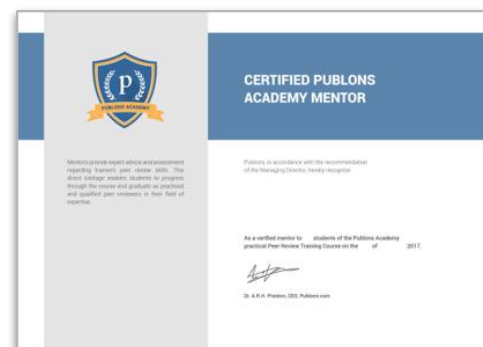 P
PUBLONS ACADEMY
CERTIFIED PUBLONS
ACADEMY MENTOR
Mentors provide expert advice and assessment
regarding trainee's peer review skills. This
direct tutelage enables students to progress
through the course and graduate as practised
and qualified peer reviewers in their field of
expertise.
Publons, in accordance with the recommendation
of the Managing Director, hereby recognize
As a verified mentor to students of the Publons Academy
practical Peer Review Training Course on the of 2017.
Dr. A.R.H. Preston, CEO, Publons.com